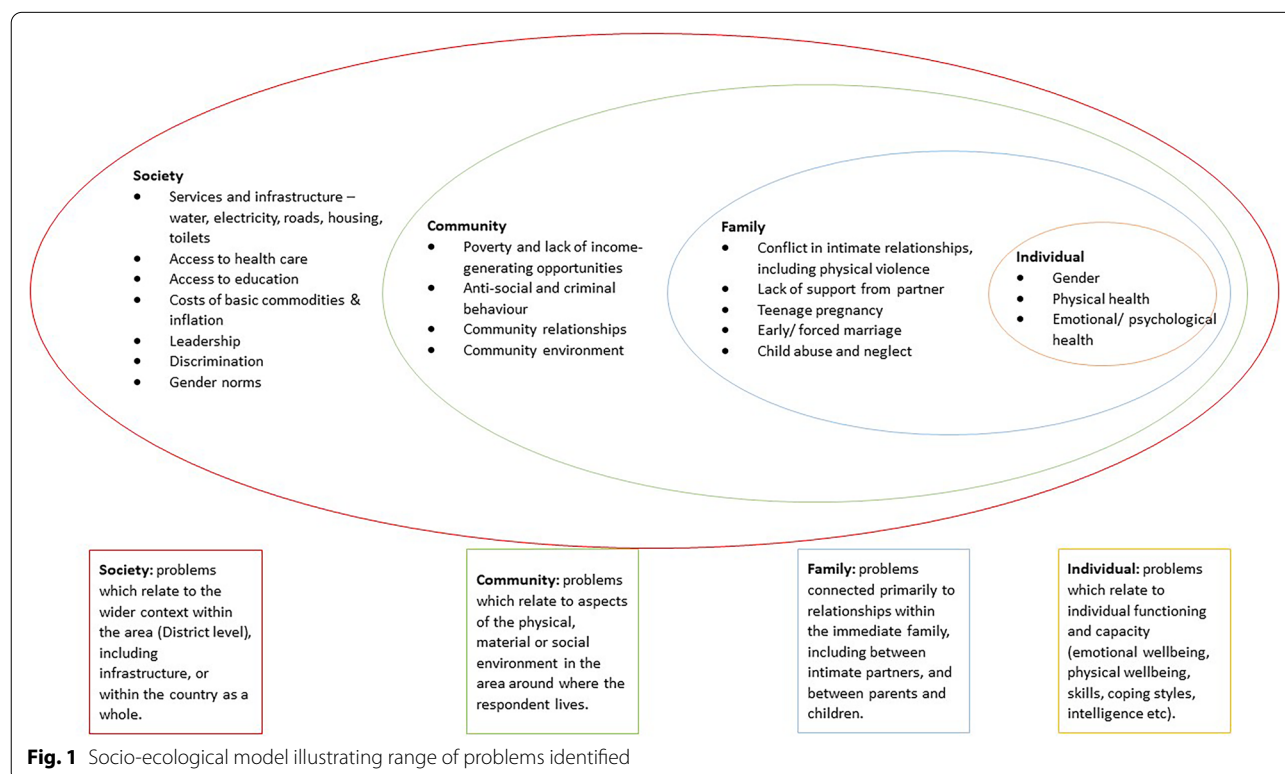 Society
● Services and infrastructure –
water, electricity, roads, housing,
toilets
● Access to health care
● Access to education
● Costs of basic commodities &
inflation
● Leadership
● Discrimination
● Gender norms
Community
● Poverty and lack of income-
generating opportunities
● Anti-social and criminal
behaviour
● Community relationships
● Community environment
Family
● Conflict in intimate relationships,
including physical violence
● Lack of support from partner
● Teenage pregnancy
● Early/ forced marriage
● Child abuse and neglect
Individual
● Gender
● Physical health
● Emotional/ psychological
health
Society: problems
which relate to the
wider context within
the area (District level),
including
infrastructure, or
within the country as a
whole.
Community: problems
which relate to aspects
of the physical,
material or social
environment in the
area around where the
respondent lives.
Family: problems
connected primarily to
relationships within
the immediate family,
including between
intimate partners, and
between parents and
children.
Individual: problems
which relate to
individual functioning
and capacity
(emotional wellbeing,
physical wellbeing,
skills, coping styles,
intelligence etc).
Fig. 1 Socio-ecological model illustrating range of problems identified